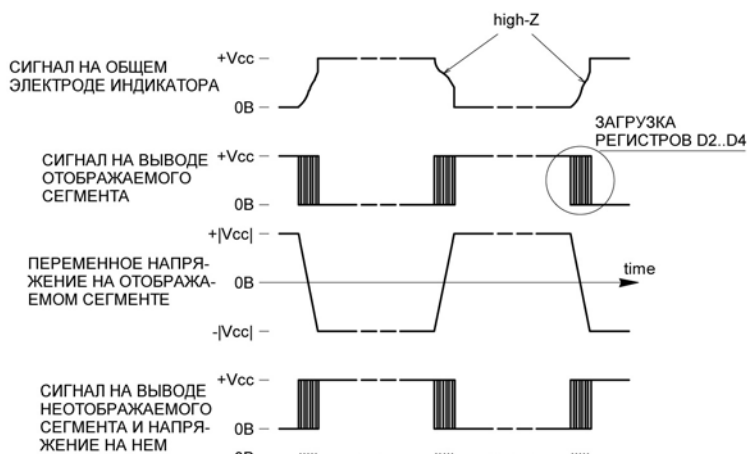 high-Z
+Vcc
СИГНАЛ НА ОБЩЕМ
ЭЛЕКТРОДЕ ИНДИКАТОРА
0В
ЗАГРУЗКА
РЕГИСТРОВ D2..D4
+Vcc
СИГНАЛ НА ВЫВОДЕ
ОТОБРАЖАЕМОГО
СЕГМЕНТА
0В
+|Vcc|
ПЕРЕМЕННОЕ НАПРЯ-
ЖЕНИЕ НА ОТОБРАЖА-
ЕМОМ СЕГМЕНТЕ
0В
time
-|Vcc|
+Vcc
СИГНАЛ НА ВЫВОДЕ
НЕОТОБРАЖАЕМОГО
СЕГМЕНТА И НАПРЯ-
ЖЕНИЕ НА НЕМ
0В
0В